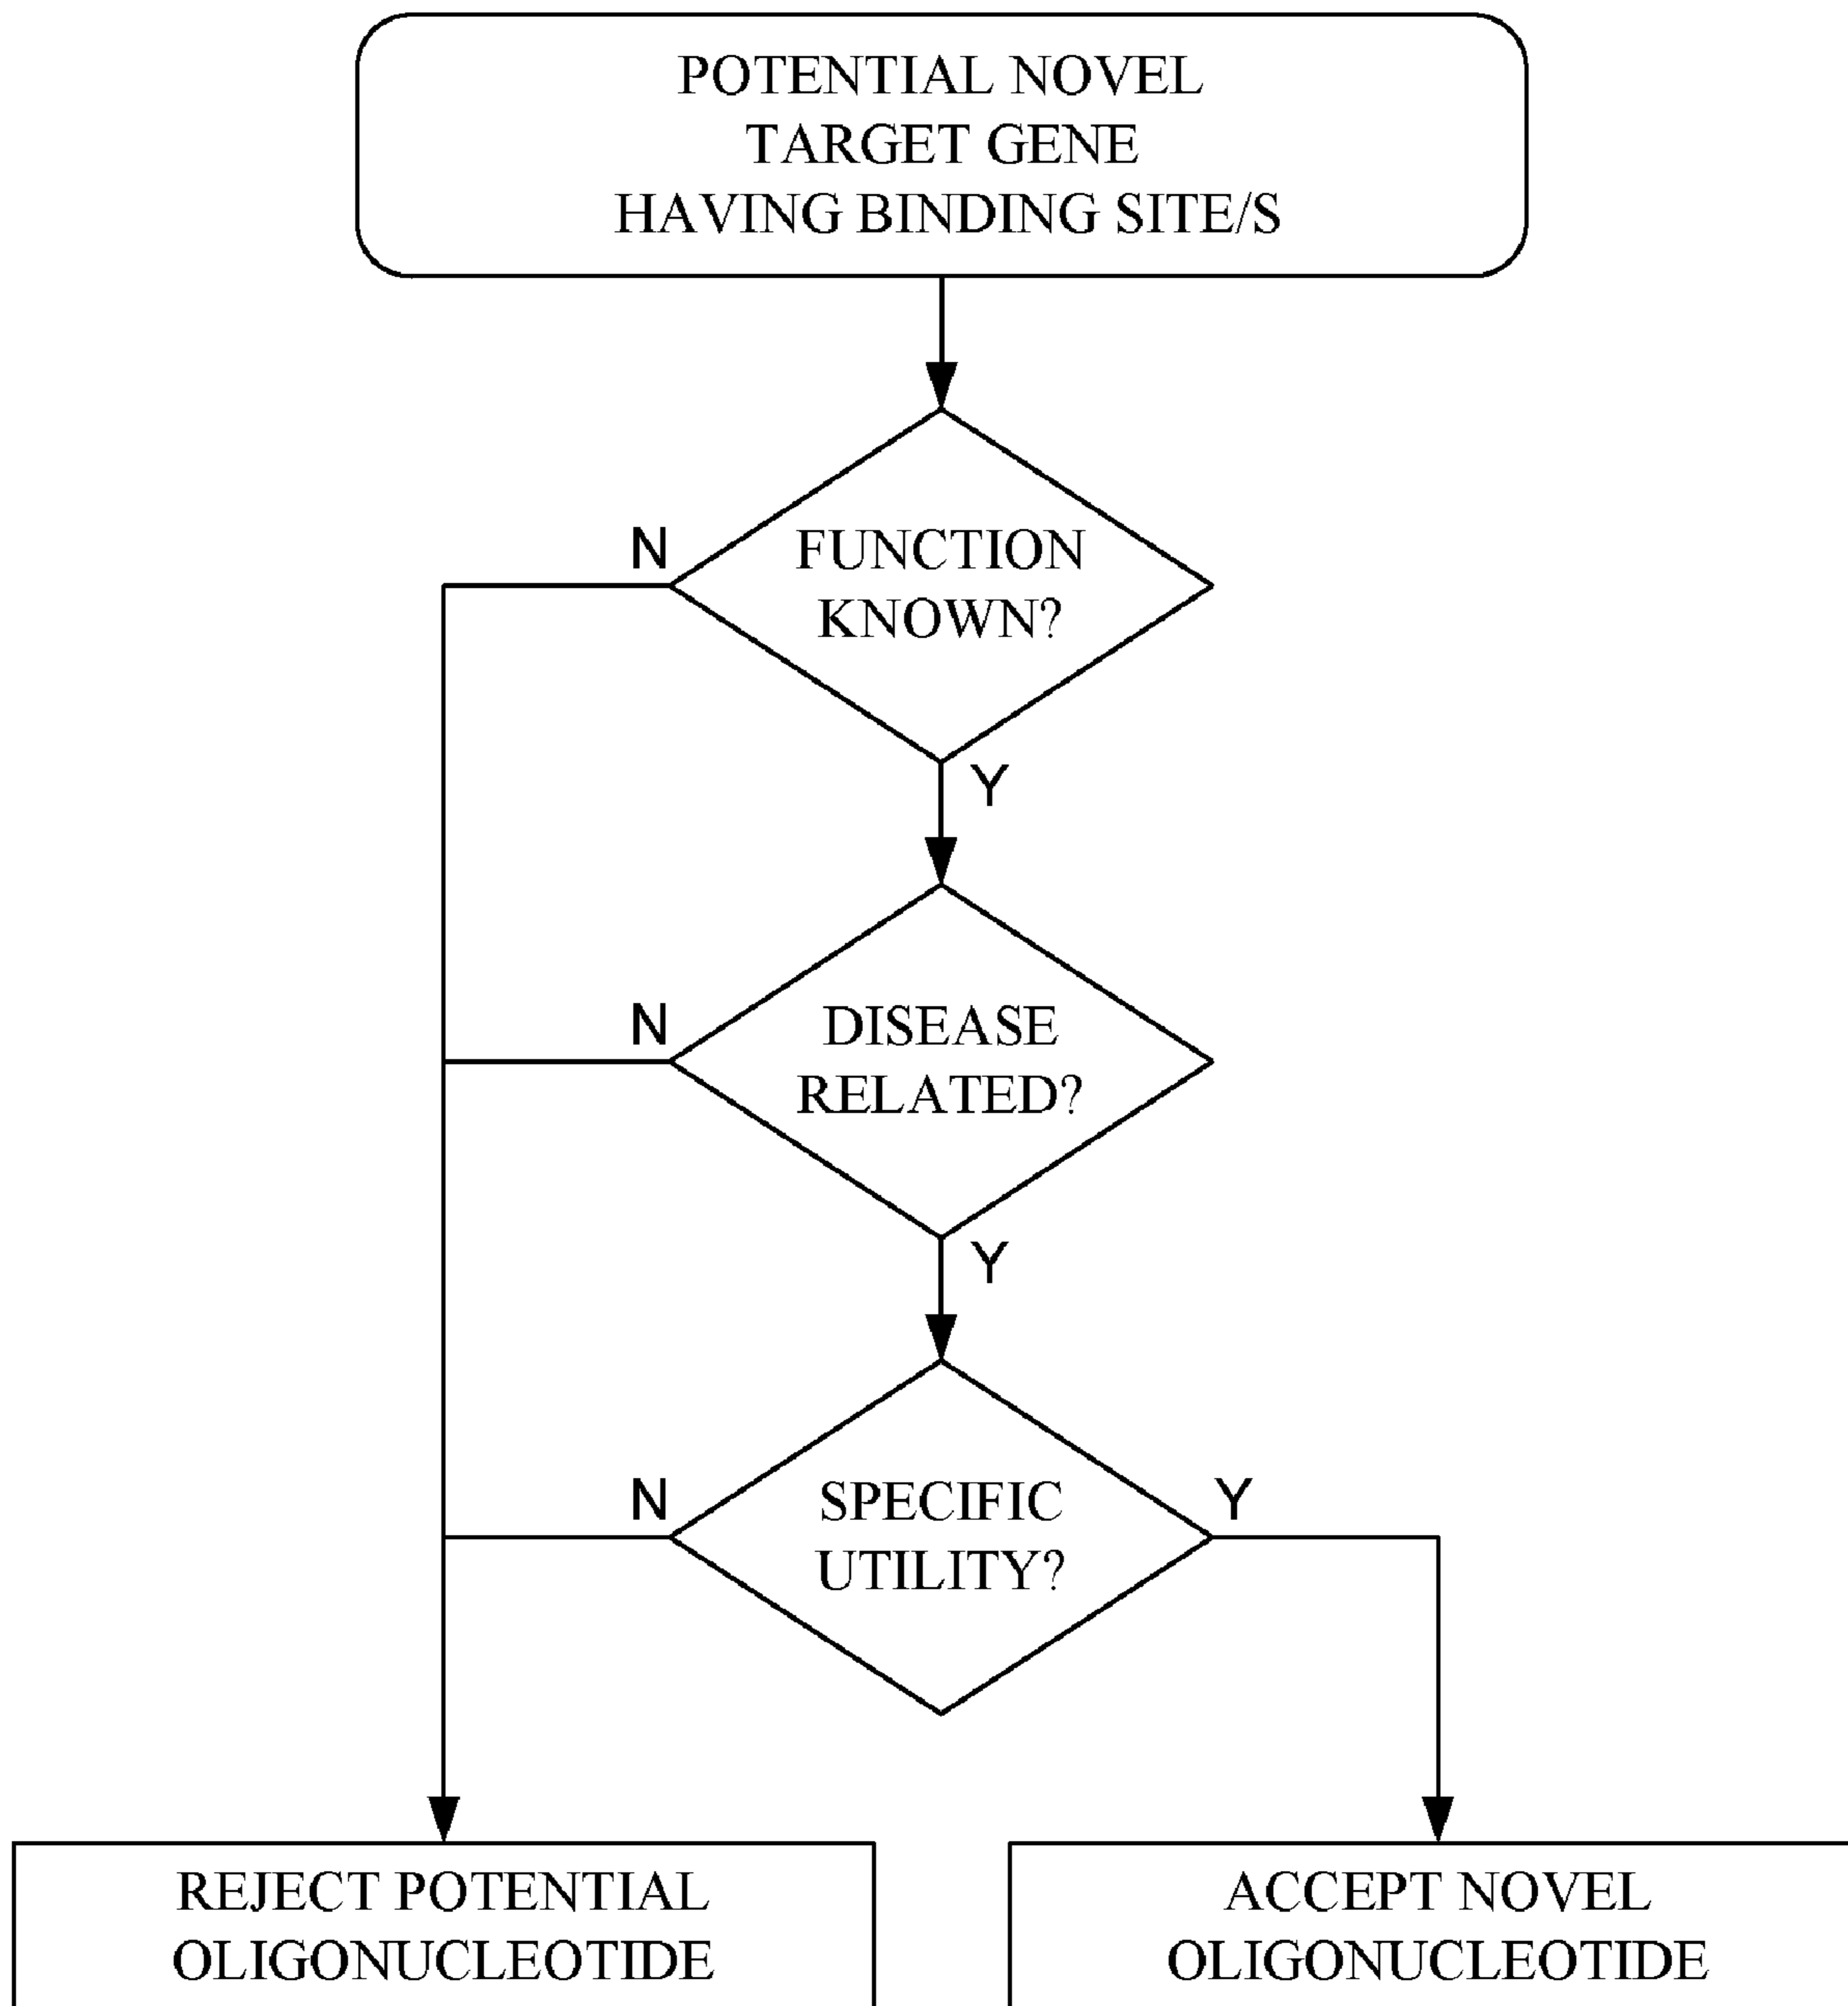 POTENTIAL NOVEL
TARGET GENE
HAVING BINDING SITE/S
N
FUNCTION
KNOWN?
Y
N
DISEASE
RELATED?
Y
N
SPECIFIC
UTILITY?
Y
REJECT POTENTIAL
OLIGONUCLEOTIDE
ACCEPT NOVEL
OLIGONUCLEOTIDE